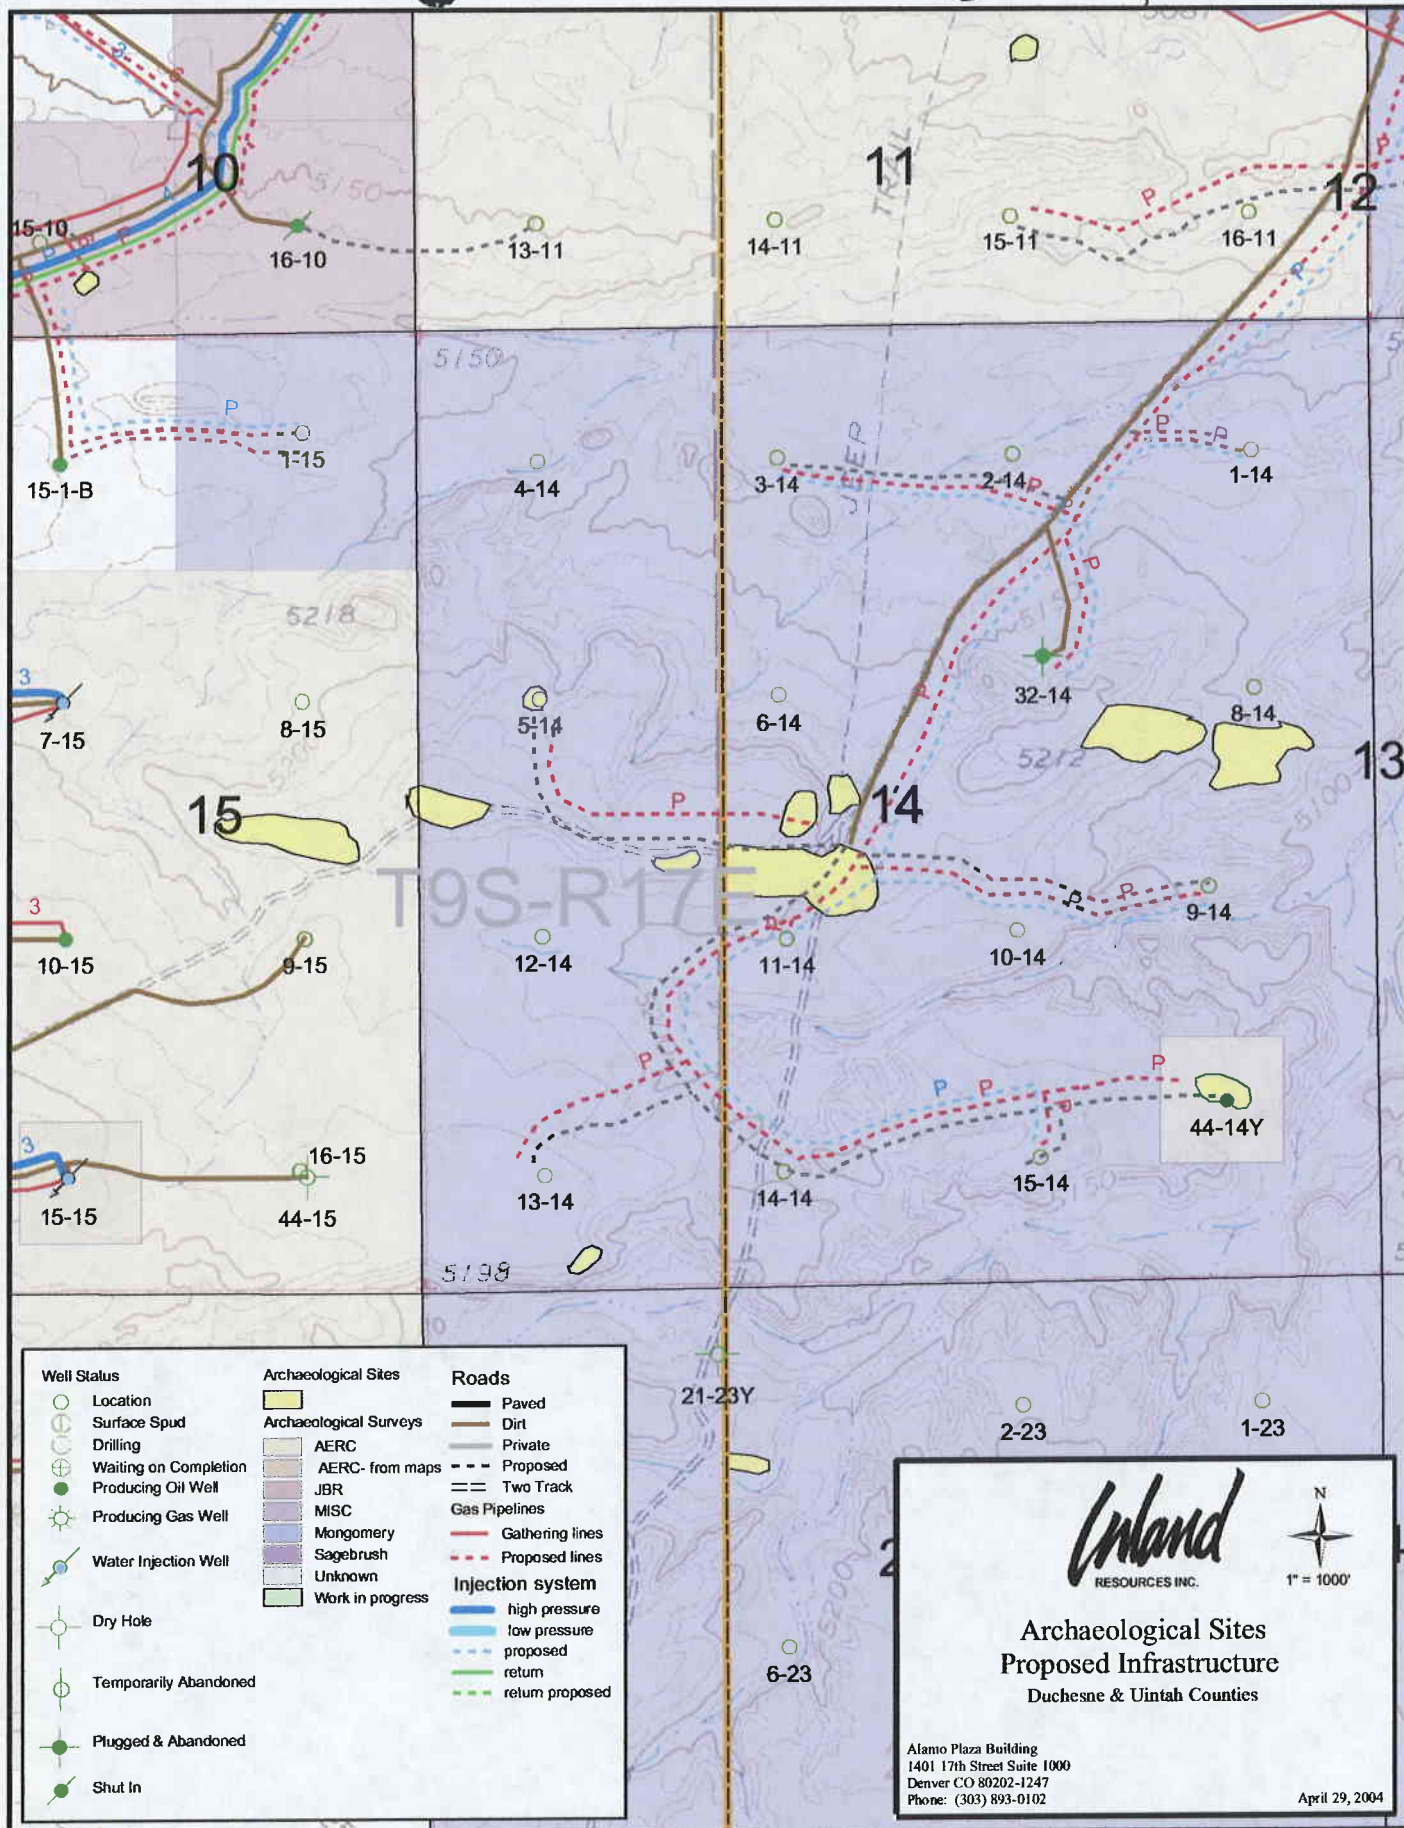 10
11
12
TRAIL
5150
15-10
16-10
13-11
14-11
15-11
16-11
P
P
P
P
3
B
5150
JEEP
P
15-1-B
1-15
4-14
3-14
2-14
1-14
P
P
P
P
5218
5150
3
7-15
8-15
5-14
6-14
32-14
8-14
5212
13
5100
15
14
P
P
T9S-R17E
3
10-15
9-15
12-14
11-14
10-14
9-14
P
P
P
P
P
P
P
44-14Y
3
16-15
15-15
44-15
13-14
14-14
15-14
5198
21-23Y
2-23
1-23
6-23
5200
Well Status
Location
Surface Spud
Drilling
Waiting on Completion
Producing Oil Well
Producing Gas Well
Water Injection Well
Dry Hole
Temporarily Abandoned
Plugged & Abandoned
Shut In
Archaeological Sites
Archaeological Surveys
AERC
AERC- from maps
JBR
MISC
Mongomery
Sagebrush
Unknown
Work in progress
Roads
Paved
Dirt
Private
Proposed
Two Track
Gas Pipelines
Gathering lines
Proposed lines
Injection system
high pressure
low pressure
proposed
return
return proposed
Inland
RESOURCES INC.
N
1" = 1000'
Archaeological Sites
Proposed Infrastructure
Duchesne & Uintah Counties
Alamo Plaza Building
1401 17th Street Suite 1000
Denver CO 80202-1247
Phone: (303) 893-0102
April 29, 2004